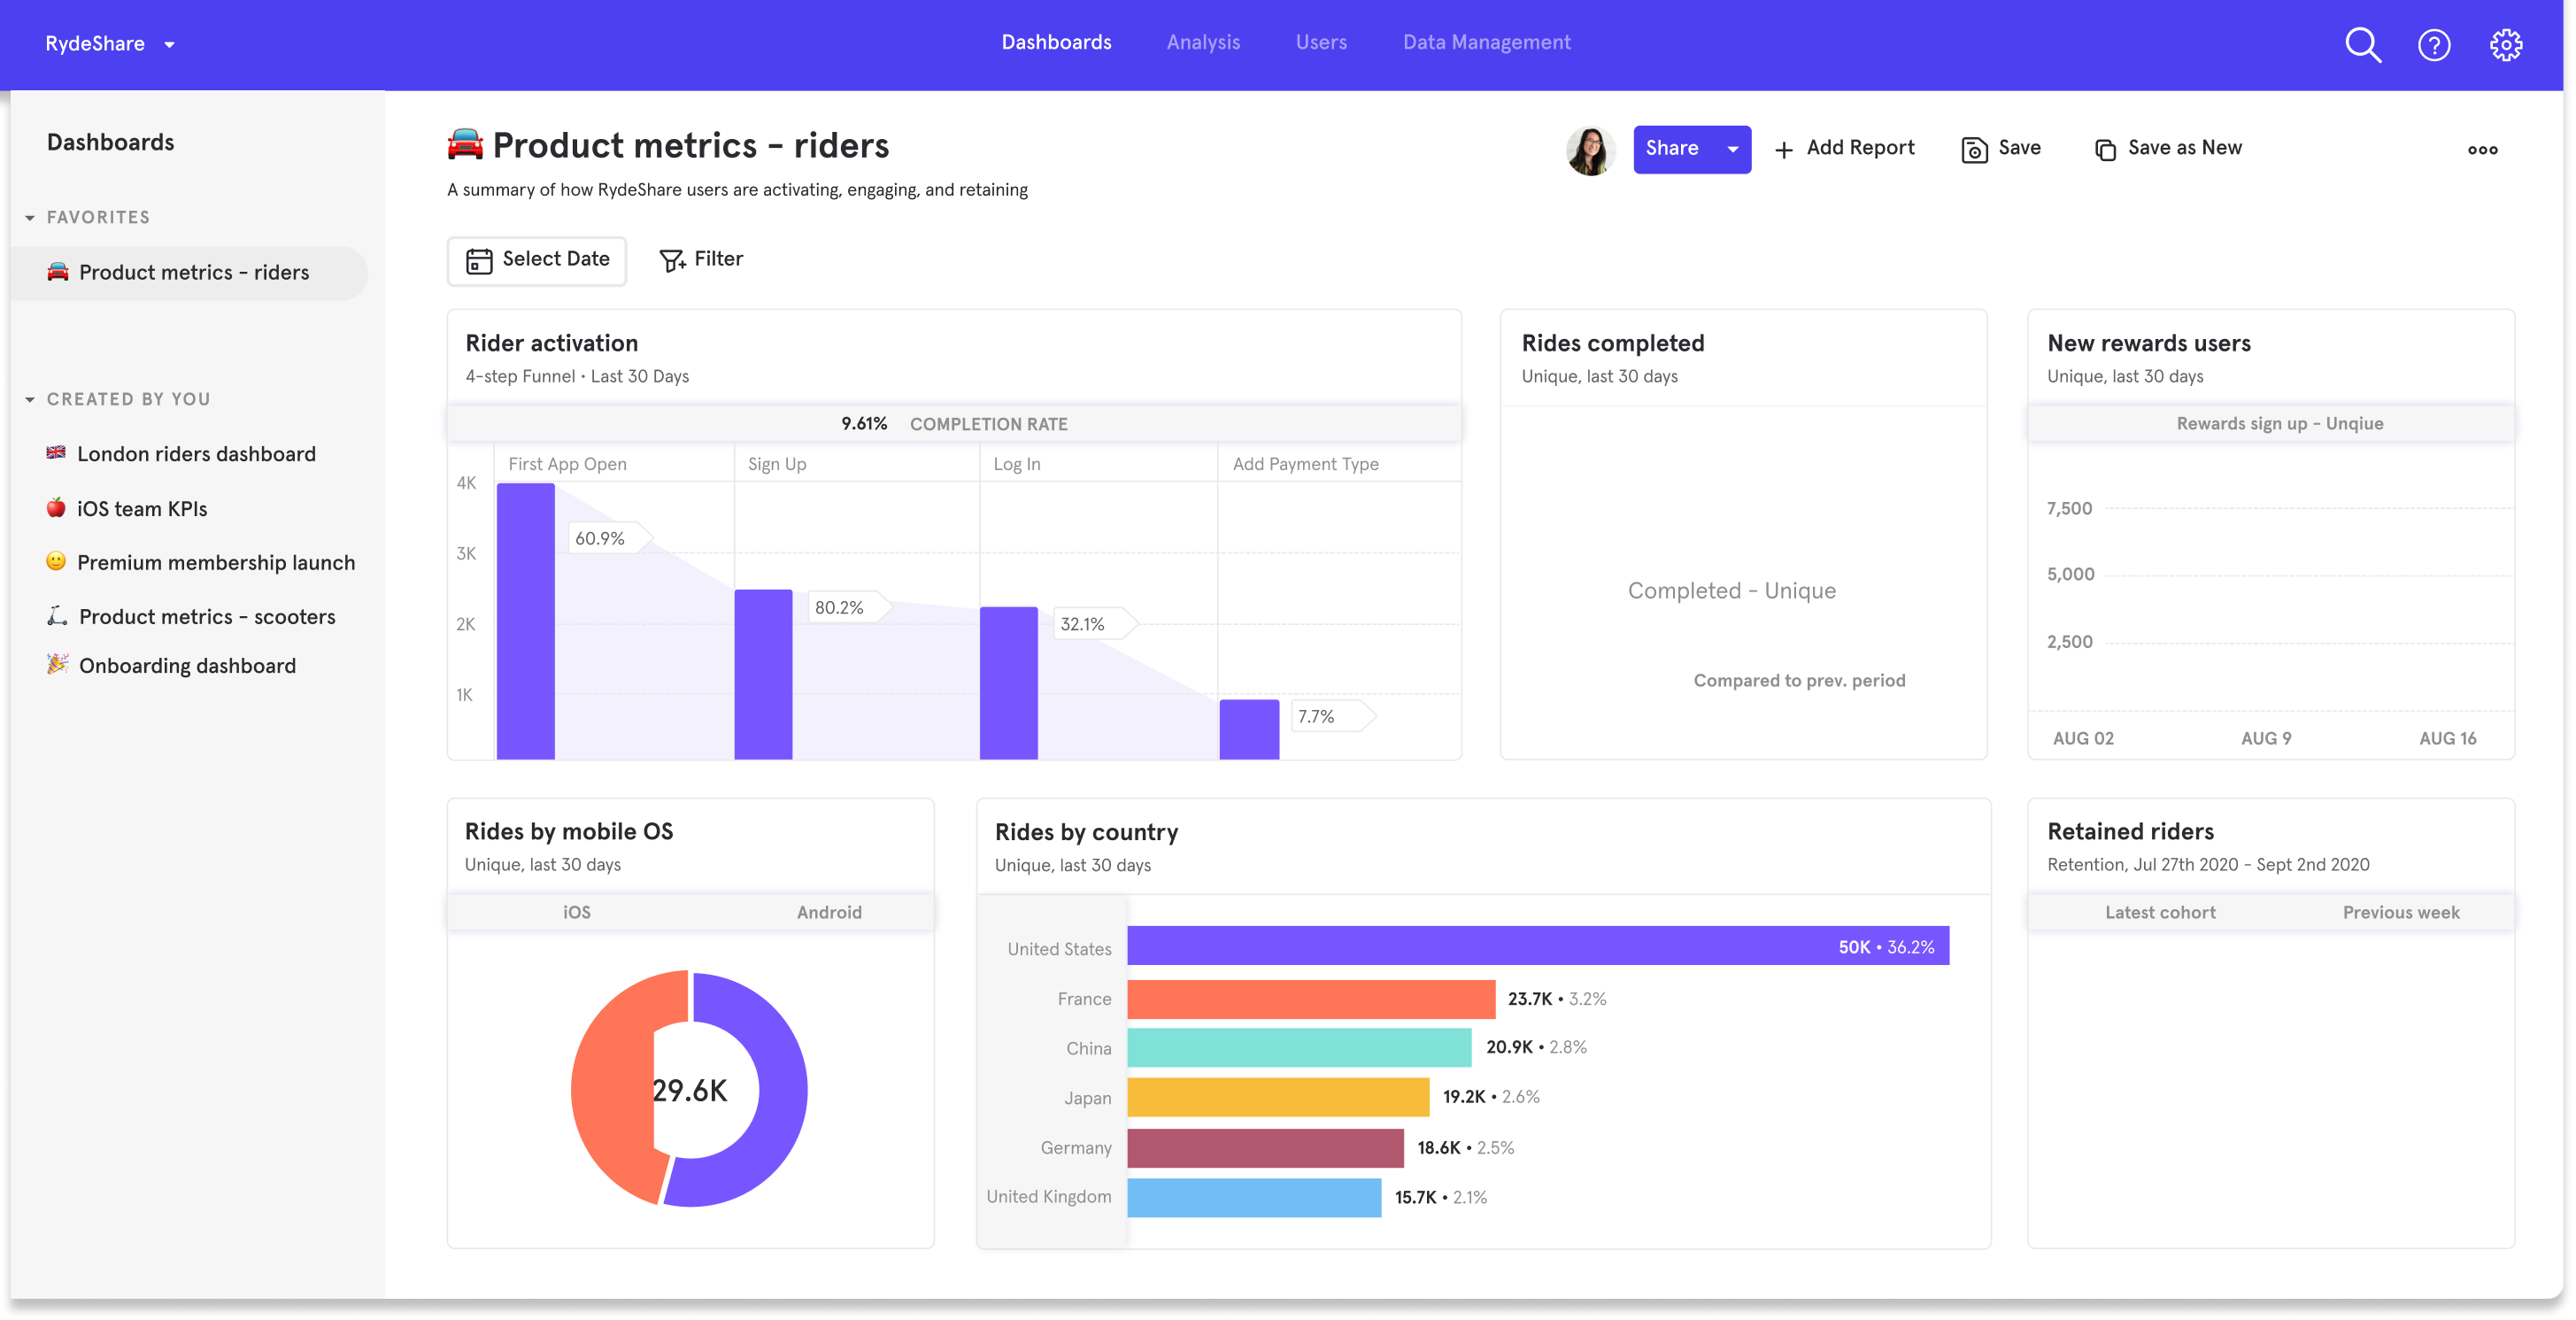 RydeShare
Dashboards Analysis Users Data Management
Dashboards
FAVORITES
Product metrics - riders
CREATED BY YOU
London riders dashboard
iOS team KPIs
Premium membership launch
Product metrics - scooters
Onboarding dashboard
Product metrics - riders
A summary of how RydeShare users are activating, engaging, and retaining
Share
Add Report
Save
Save as New
Select Date
Filter
Rider activation
4-step Funnel • Last 30 Days
9.61% COMPLETION RATE
First App Open Sign Up Log In Add Payment Type
4K
3K
2K
1K
60.9%
80.2%
32.1%
7.7%
Rides completed
Unique, last 30 days
Completed - Unique
Compared to prev. period
New rewards users
Unique, last 30 days
Rewards sign up - Unqiue
7,500
5,000
2,500
AUG 02 AUG 9 AUG 16
Rides by mobile OS
Unique, last 30 days
iOS Android
29.6K
Rides by country
Unique, last 30 days
United States 50K • 36.2%
France 23.7K • 3.2%
China 20.9K • 2.8%
Japan 19.2K • 2.6%
Germany 18.6K • 2.5%
United Kingdom 15.7K • 2.1%
Retained riders
Retention, Jul 27th 2020 - Sept 2nd 2020
Latest cohort Previous week